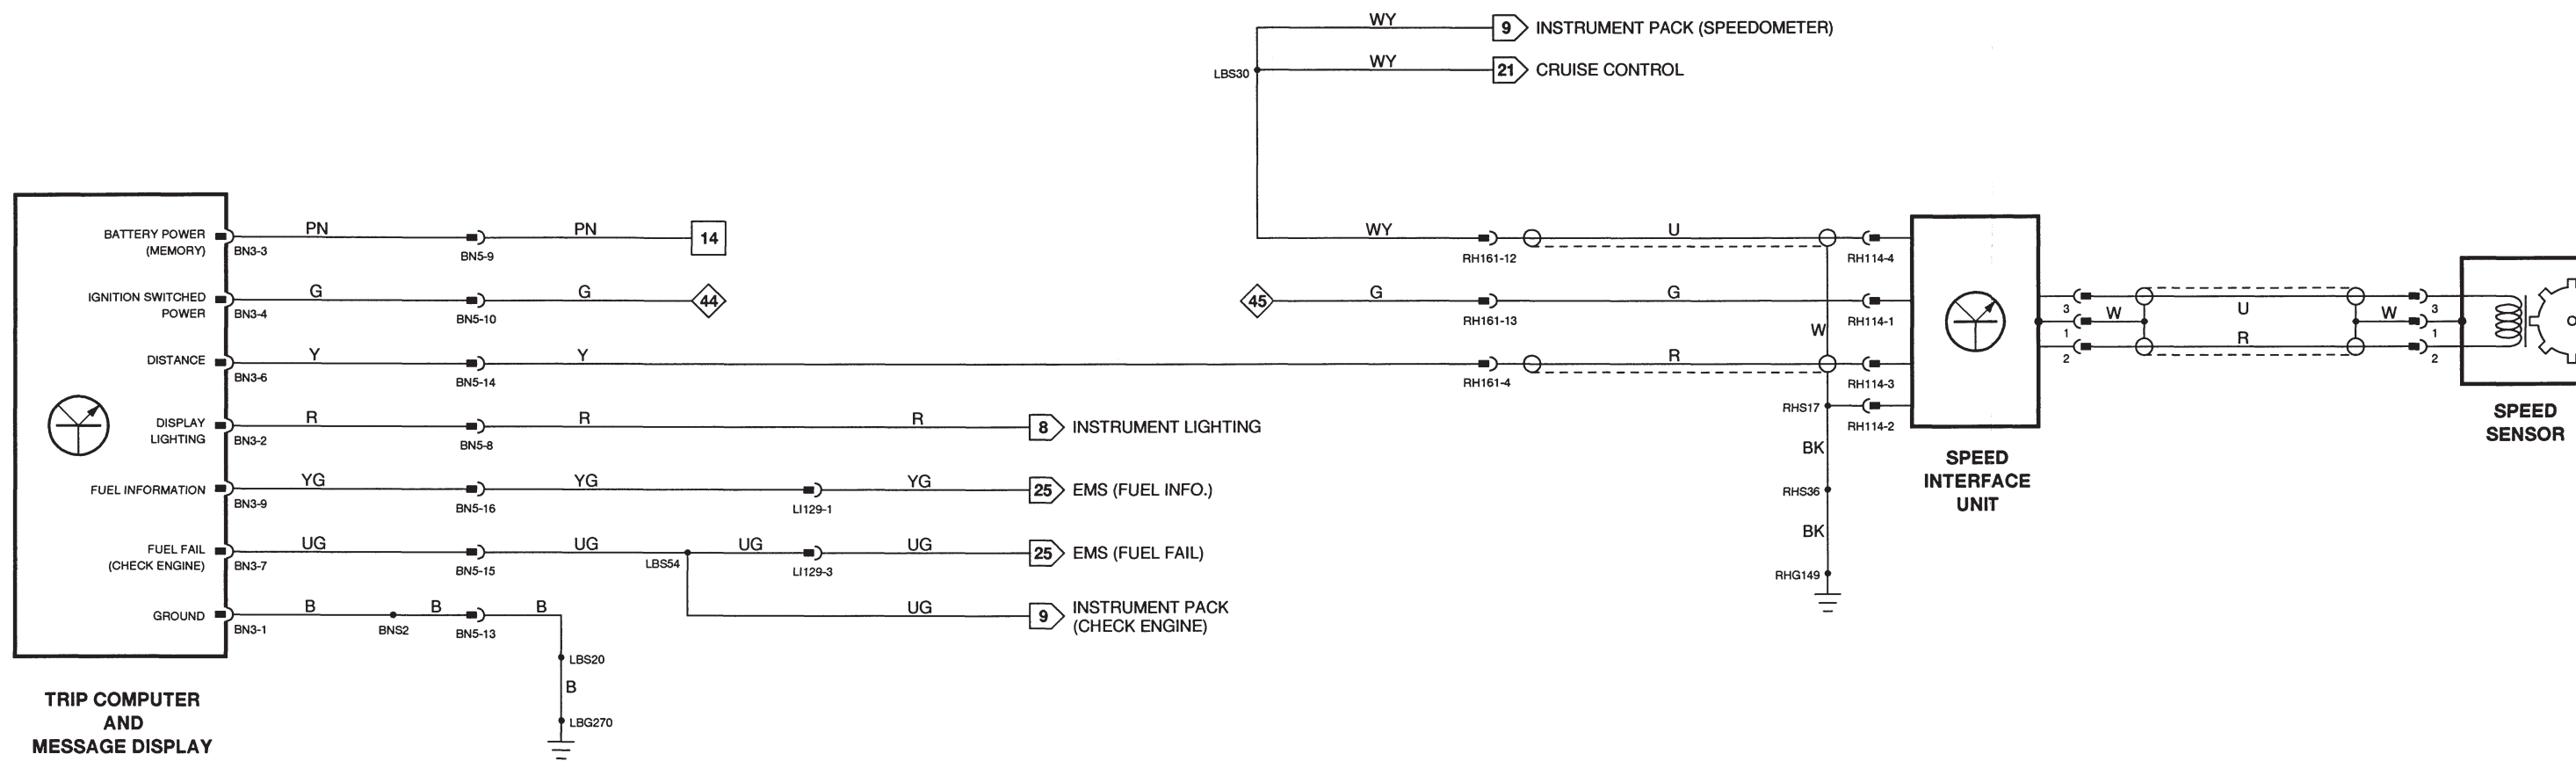 WY
9
INSTRUMENT PACK (SPEEDOMETER)
LBS30
WY
21
CRUISE CONTROL
BATTERY POWER
(MEMORY)
BN3-3
PN
BN5-9
PN
14
WY
RH161-12
U
RH114-4
IGNITION SWITCHED
POWER
BN3-4
G
BN5-10
G
44
45
G
RH161-13
G
RH114-1
W
DISTANCE
BN3-6
Y
BN5-14
Y
RH161-4
R
RH114-3
RHS17
RH114-2
BK
RHS36
BK
RHG149
SPEED
INTERFACE
UNIT
3
1
2
W
U
R
W
3
1
2
SPEED
SENSOR
DISPLAY
LIGHTING
BN3-2
R
BN5-8
R
R
8
INSTRUMENT LIGHTING
FUEL INFORMATION
BN3-9
YG
BN5-16
YG
LI129-1
YG
25
EMS (FUEL INFO.)
FUEL FAIL
(CHECK ENGINE)
BN3-7
UG
BN5-15
UG
LBS54
UG
LI129-3
UG
25
EMS (FUEL FAIL)
UG
9
INSTRUMENT PACK
(CHECK ENGINE)
GROUND
BN3-1
B
BNS2
B
BN5-13
B
LBS20
B
LBG270
TRIP COMPUTER
AND
MESSAGE DISPLAY